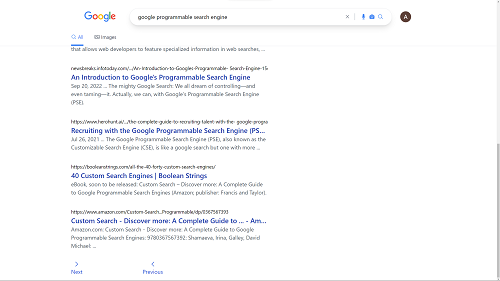 Google
google programmable search engine
A
All
Images
that allows web developers to feature specialized information in web searches, ...
newsbreaks.infotoday.com/.../An-Introduction-to-Googles-Programmable- Search-Engine-15
An Introduction to Google's Programmable Search Engine
Sep 20, 2022 ... The mighty Google Search: We all dream of controlling—and
even taming—it. Actually, we can, with Google's Programmable Search Engine
(PSE).
https://www.herohunt.ai/.../the-complete-guide-to-recruiting-talent-with-the- google-progra
Recruiting with the Google Programmable Search Engine (PS...
Jul 26, 2021 ... The Google Programmable Search Engine (PSE), also known as the
Customizable Search Engine (CSE), is like a google search but one with more ...
https://booleanstrings.com/all-the-40-forty-custom-search-engines/
40 Custom Search Engines | Boolean Strings
eBook, soon to be released: Custom Search – Discover more: A Complete Guide
to Google Programmable Search Engines (Amazon; publisher: Francis and Taylor).
https://www.amazon.com/Custom-Search...Programmable/dp/0367567393
Custom Search - Discover more: A Complete Guide to ... - Am...
Amazon.com: Custom Search - Discover more: A Complete Guide to Google
Programmable Search Engines: 9780367567392: Shamaeva, Irina, Galley, David
Michael: ...
Next
Previous